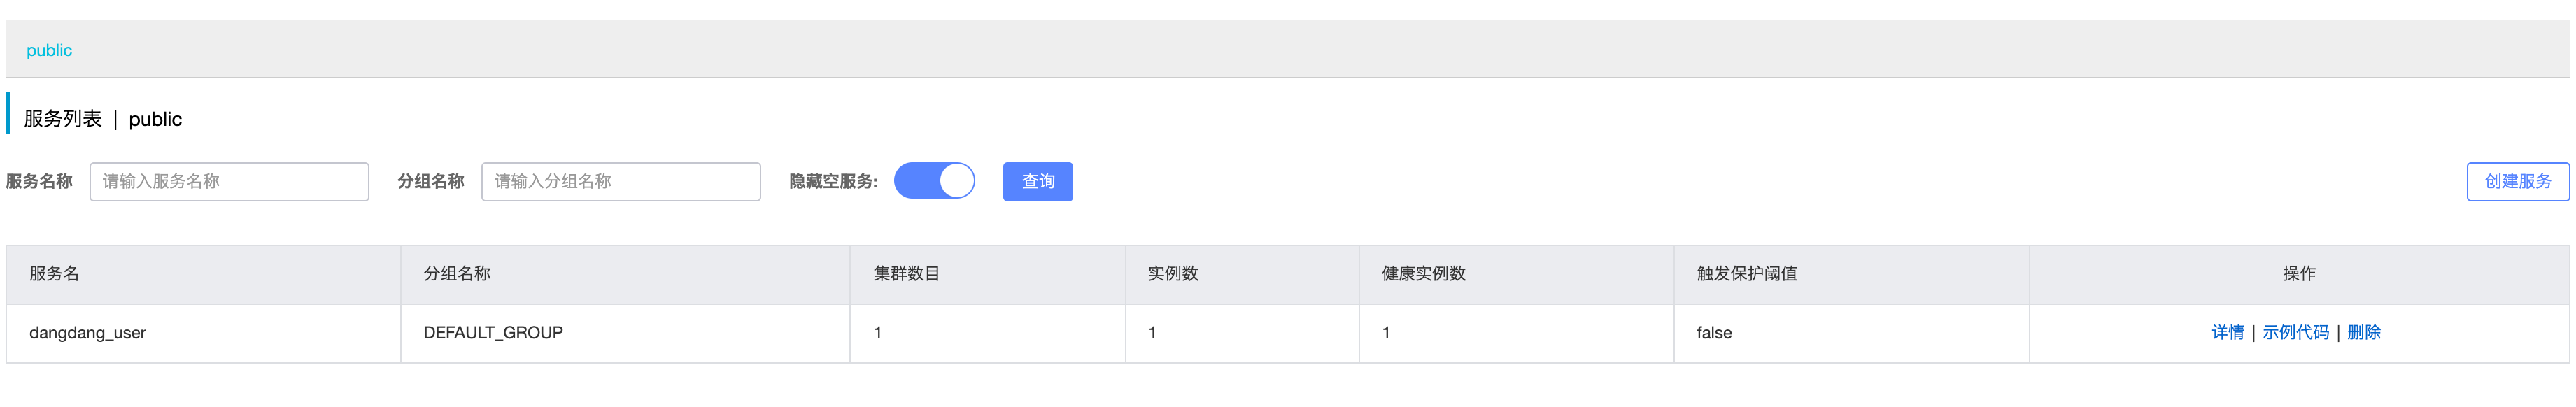 public
服务列表 | public
服务名称 请输入服务名称 分组名称 请输入分组名称 隐藏空服务: 查询 创建服务
服务名 分组名称 集群数目 实例数 健康实例数 触发保护阈值 操作
dangdang_user DEFAULT_GROUP 1 1 1 false 详情 | 示例代码 | 删除